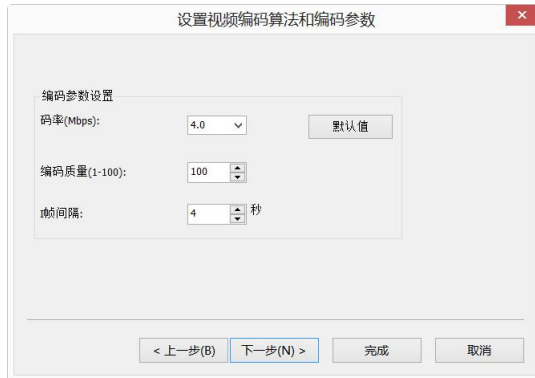 设置视频编码算法和编码参数
编码参数设置
码率(Mbps): 4.0 默认值
编码质量(1-100): 100
I帧间隔: 4 秒
< 上一步(B) 下一步(N) > 完成 取消